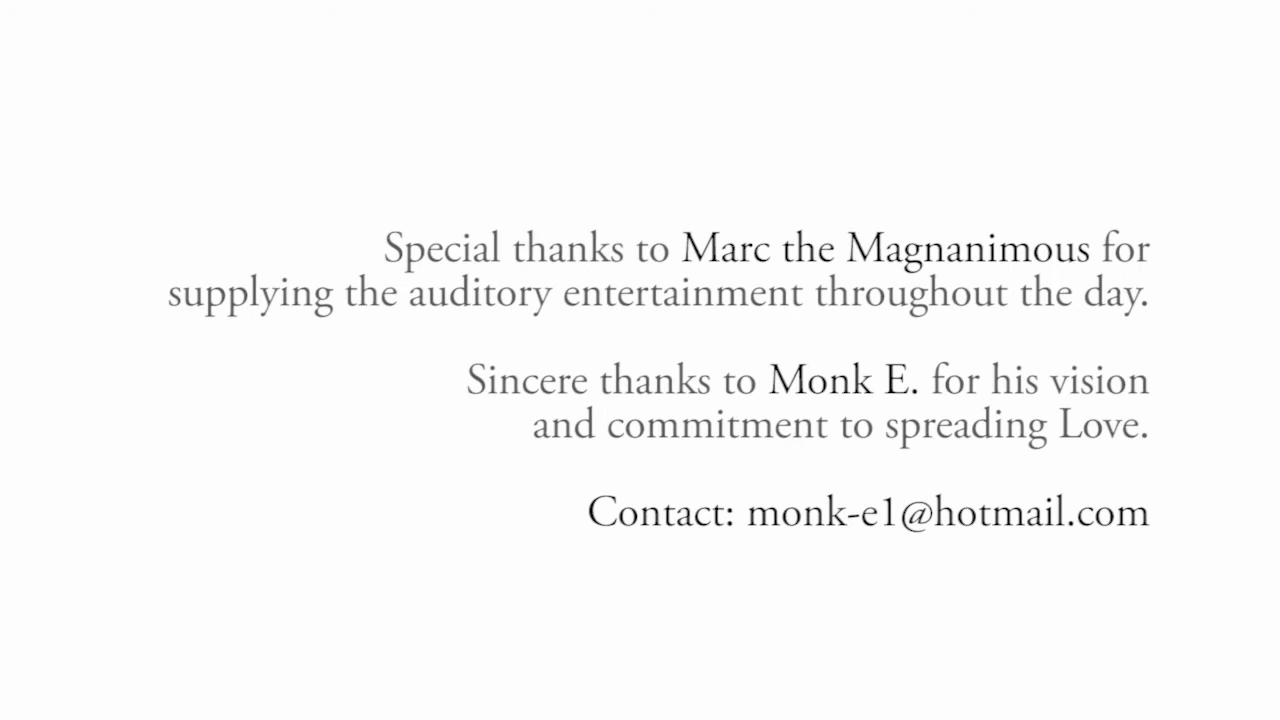 Special thanks to Marc the Magnanimous for
supplying the auditory entertainment throughout the day.
Sincere thanks to Monk E. for his vision
and commitment to spreading Love.
Contact: monk-e1@hotmail.com